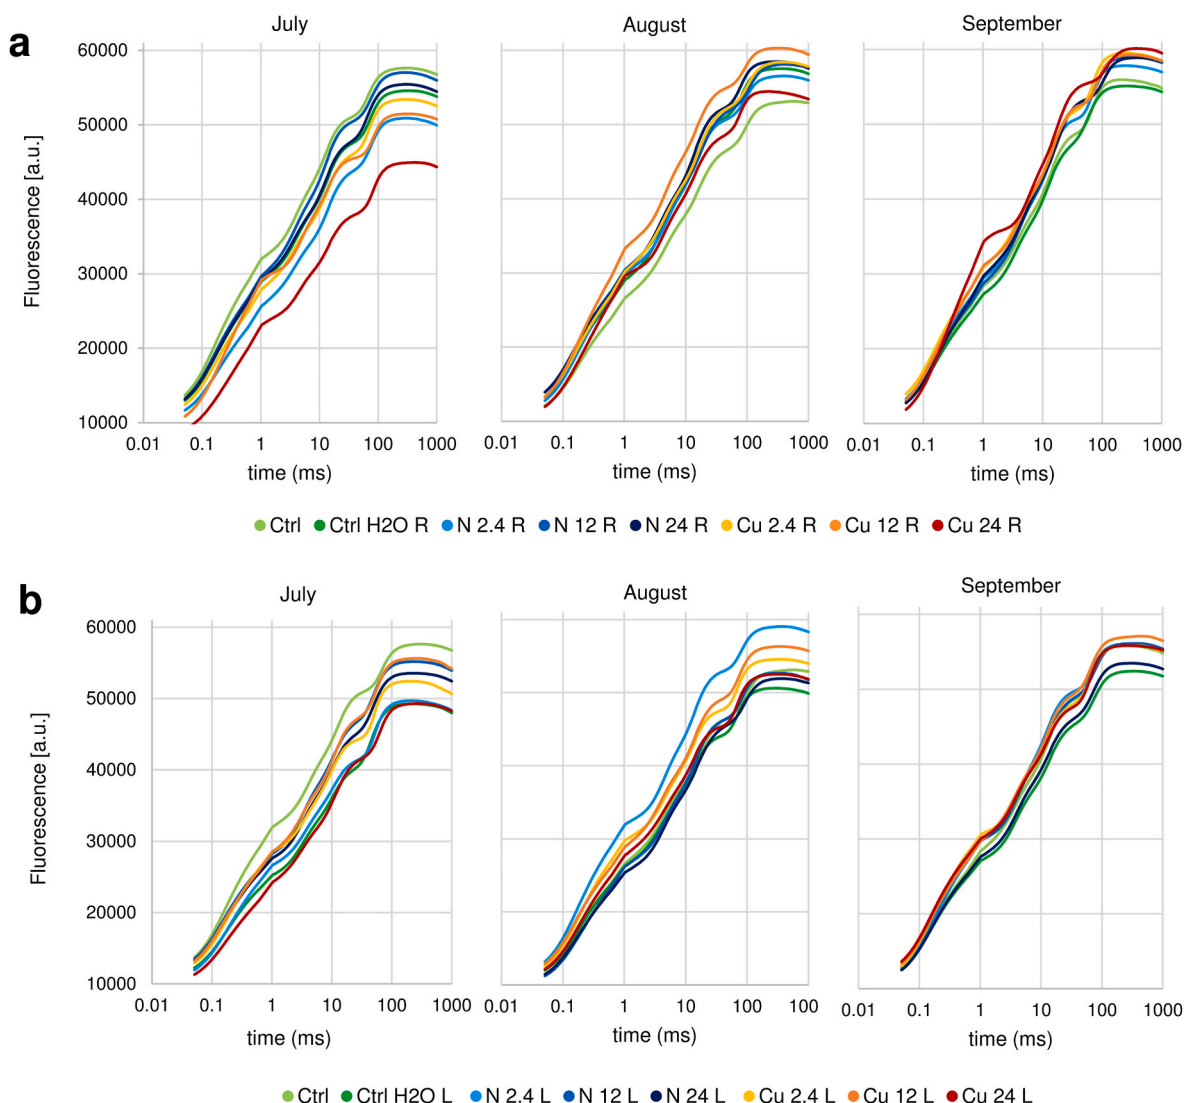 a
July
August
September
Fluorescence [a.u.]
60000
50000
40000
30000
20000
10000
0.01 0.1 1 10 100 1000
0.01 0.1 1 10 100 1000
0.01 0.1 1 10 100 1000
time (ms)
time (ms)
time (ms)
Ctrl Ctrl H2O R N 2.4 R N 12 R N 24 R Cu 2.4 R Cu 12 R Cu 24 R
b
July
August
September
Fluorescence [a.u.]
60000
50000
40000
30000
20000
10000
0.01 0.1 1 10 100 1000
0.01 0.1 1 10 100 100
0.01 0.1 1 10 100 1000
time (ms)
time (ms)
time (ms)
Ctrl Ctrl H2O L N 2.4 L N 12 L N 24 L Cu 2.4 L Cu 12 L Cu 24 L